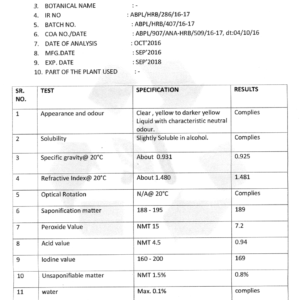 3. BOTANICAL NAME : -
4. IR NO : ABPL/HRB/286/16-17
5. BATCH NO. : ABPL/HRB/407/16-17
6. COA NO./DATE : ABPL/907/ANA-HRB/509/16-17, dt:04/10/16
7. DATE OF ANALYSIS : OCT'2016
8. MFG.DATE : SEP'2016
9. EXP. DATE : SEP'2018
10. PART OF THE PLANT USED : -
SR. NO. TEST SPECIFICATION RESULTS
1 Appearance and odour Clear , yellow to darker yellow Complies
Liquid with characteristic neutral
odour.
2 Solubility Slightly Soluble in alcohol. Complies
3 Specific gravity@ 20°C About 0.931 0.925
4 Refractive Index@ 20°C About 1.480 1.481
5 Optical Rotation N/A@ 20°C Complies
6 Saponification matter 188 - 195 189
7 Peroxide Value NMT 15 7.2
8 Acid value NMT 4.5 0.94
9 Iodine value 160 - 200 169
10 Unsaponifiable matter NMT 1.5% 0.8%
11 water Max. 0.1% complies